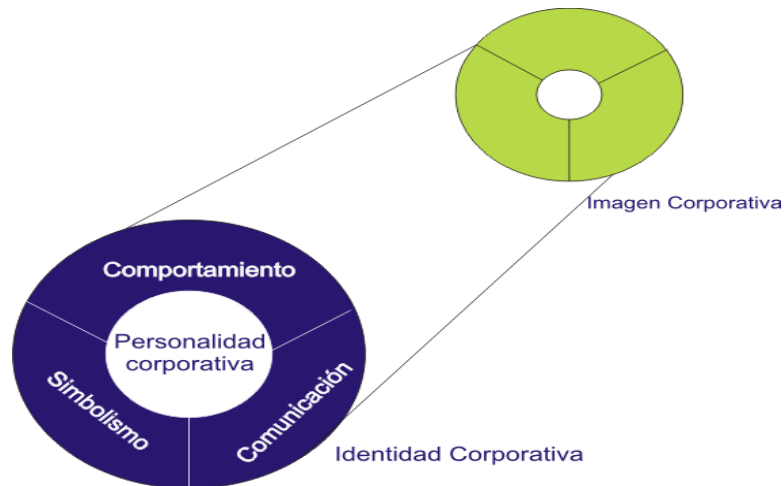 Imagen Corporativa
Comportamiento
Personalidad
corporativa
Simbolismo
Comunicación
Identidad Corporativa